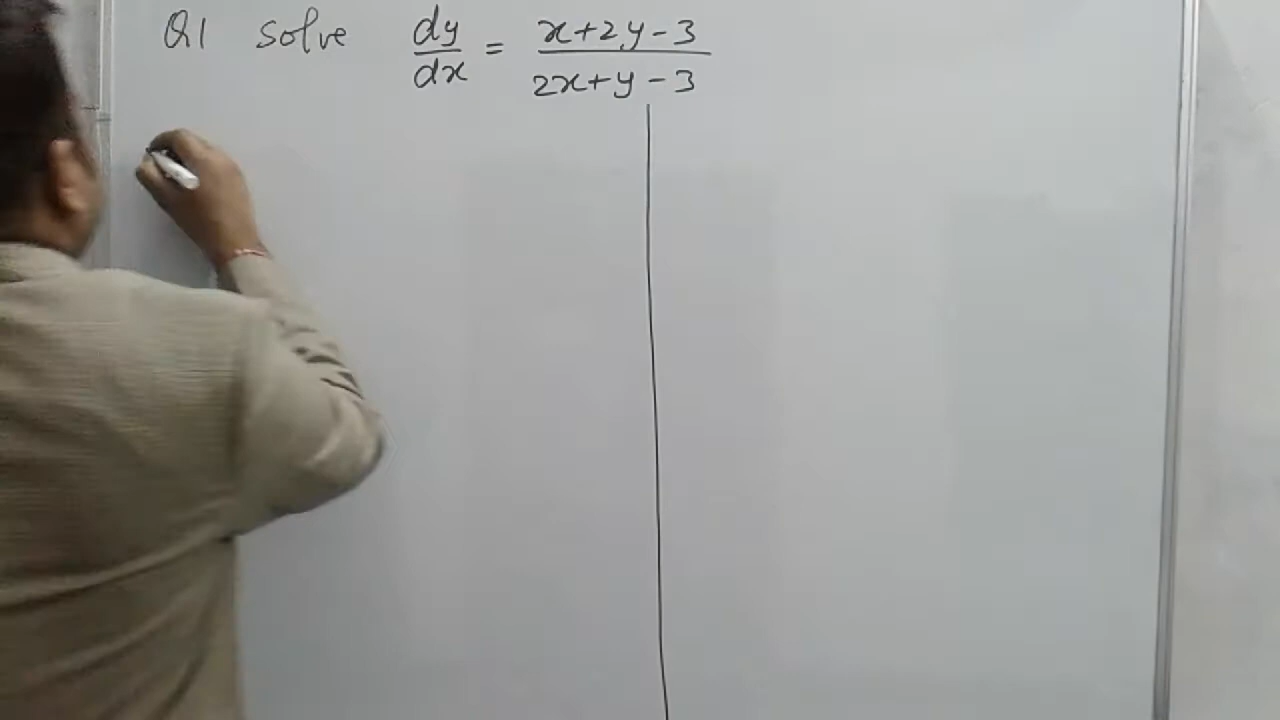 Q1 Solve dy/dx = x+2y-3 / 2x+y-3